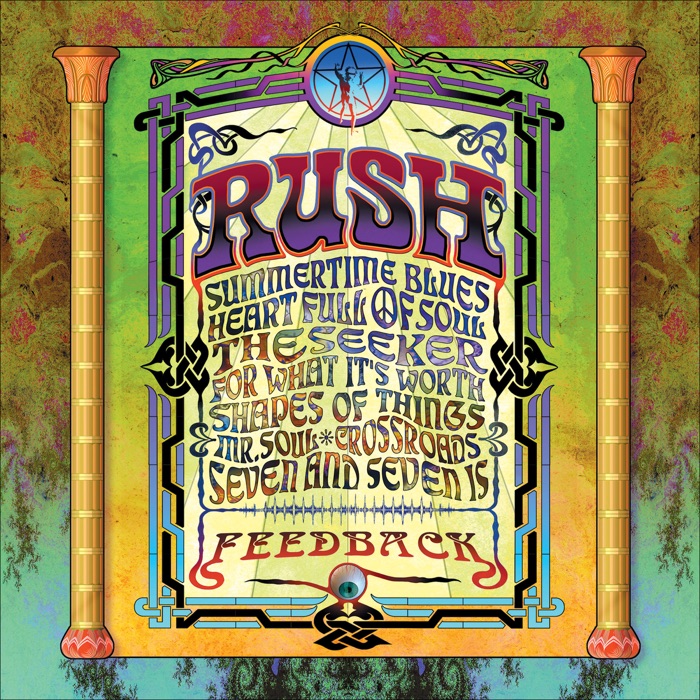 RUSH
SUMMERTIME BLUES
HEART FULL OF SOUL
THE SEEKER
FOR WHAT IT'S WORTH
SHAPES OF THINGS
MR. SOUL*CROSSROADS
SEVEN AND SEVEN IS
FEEDBACK